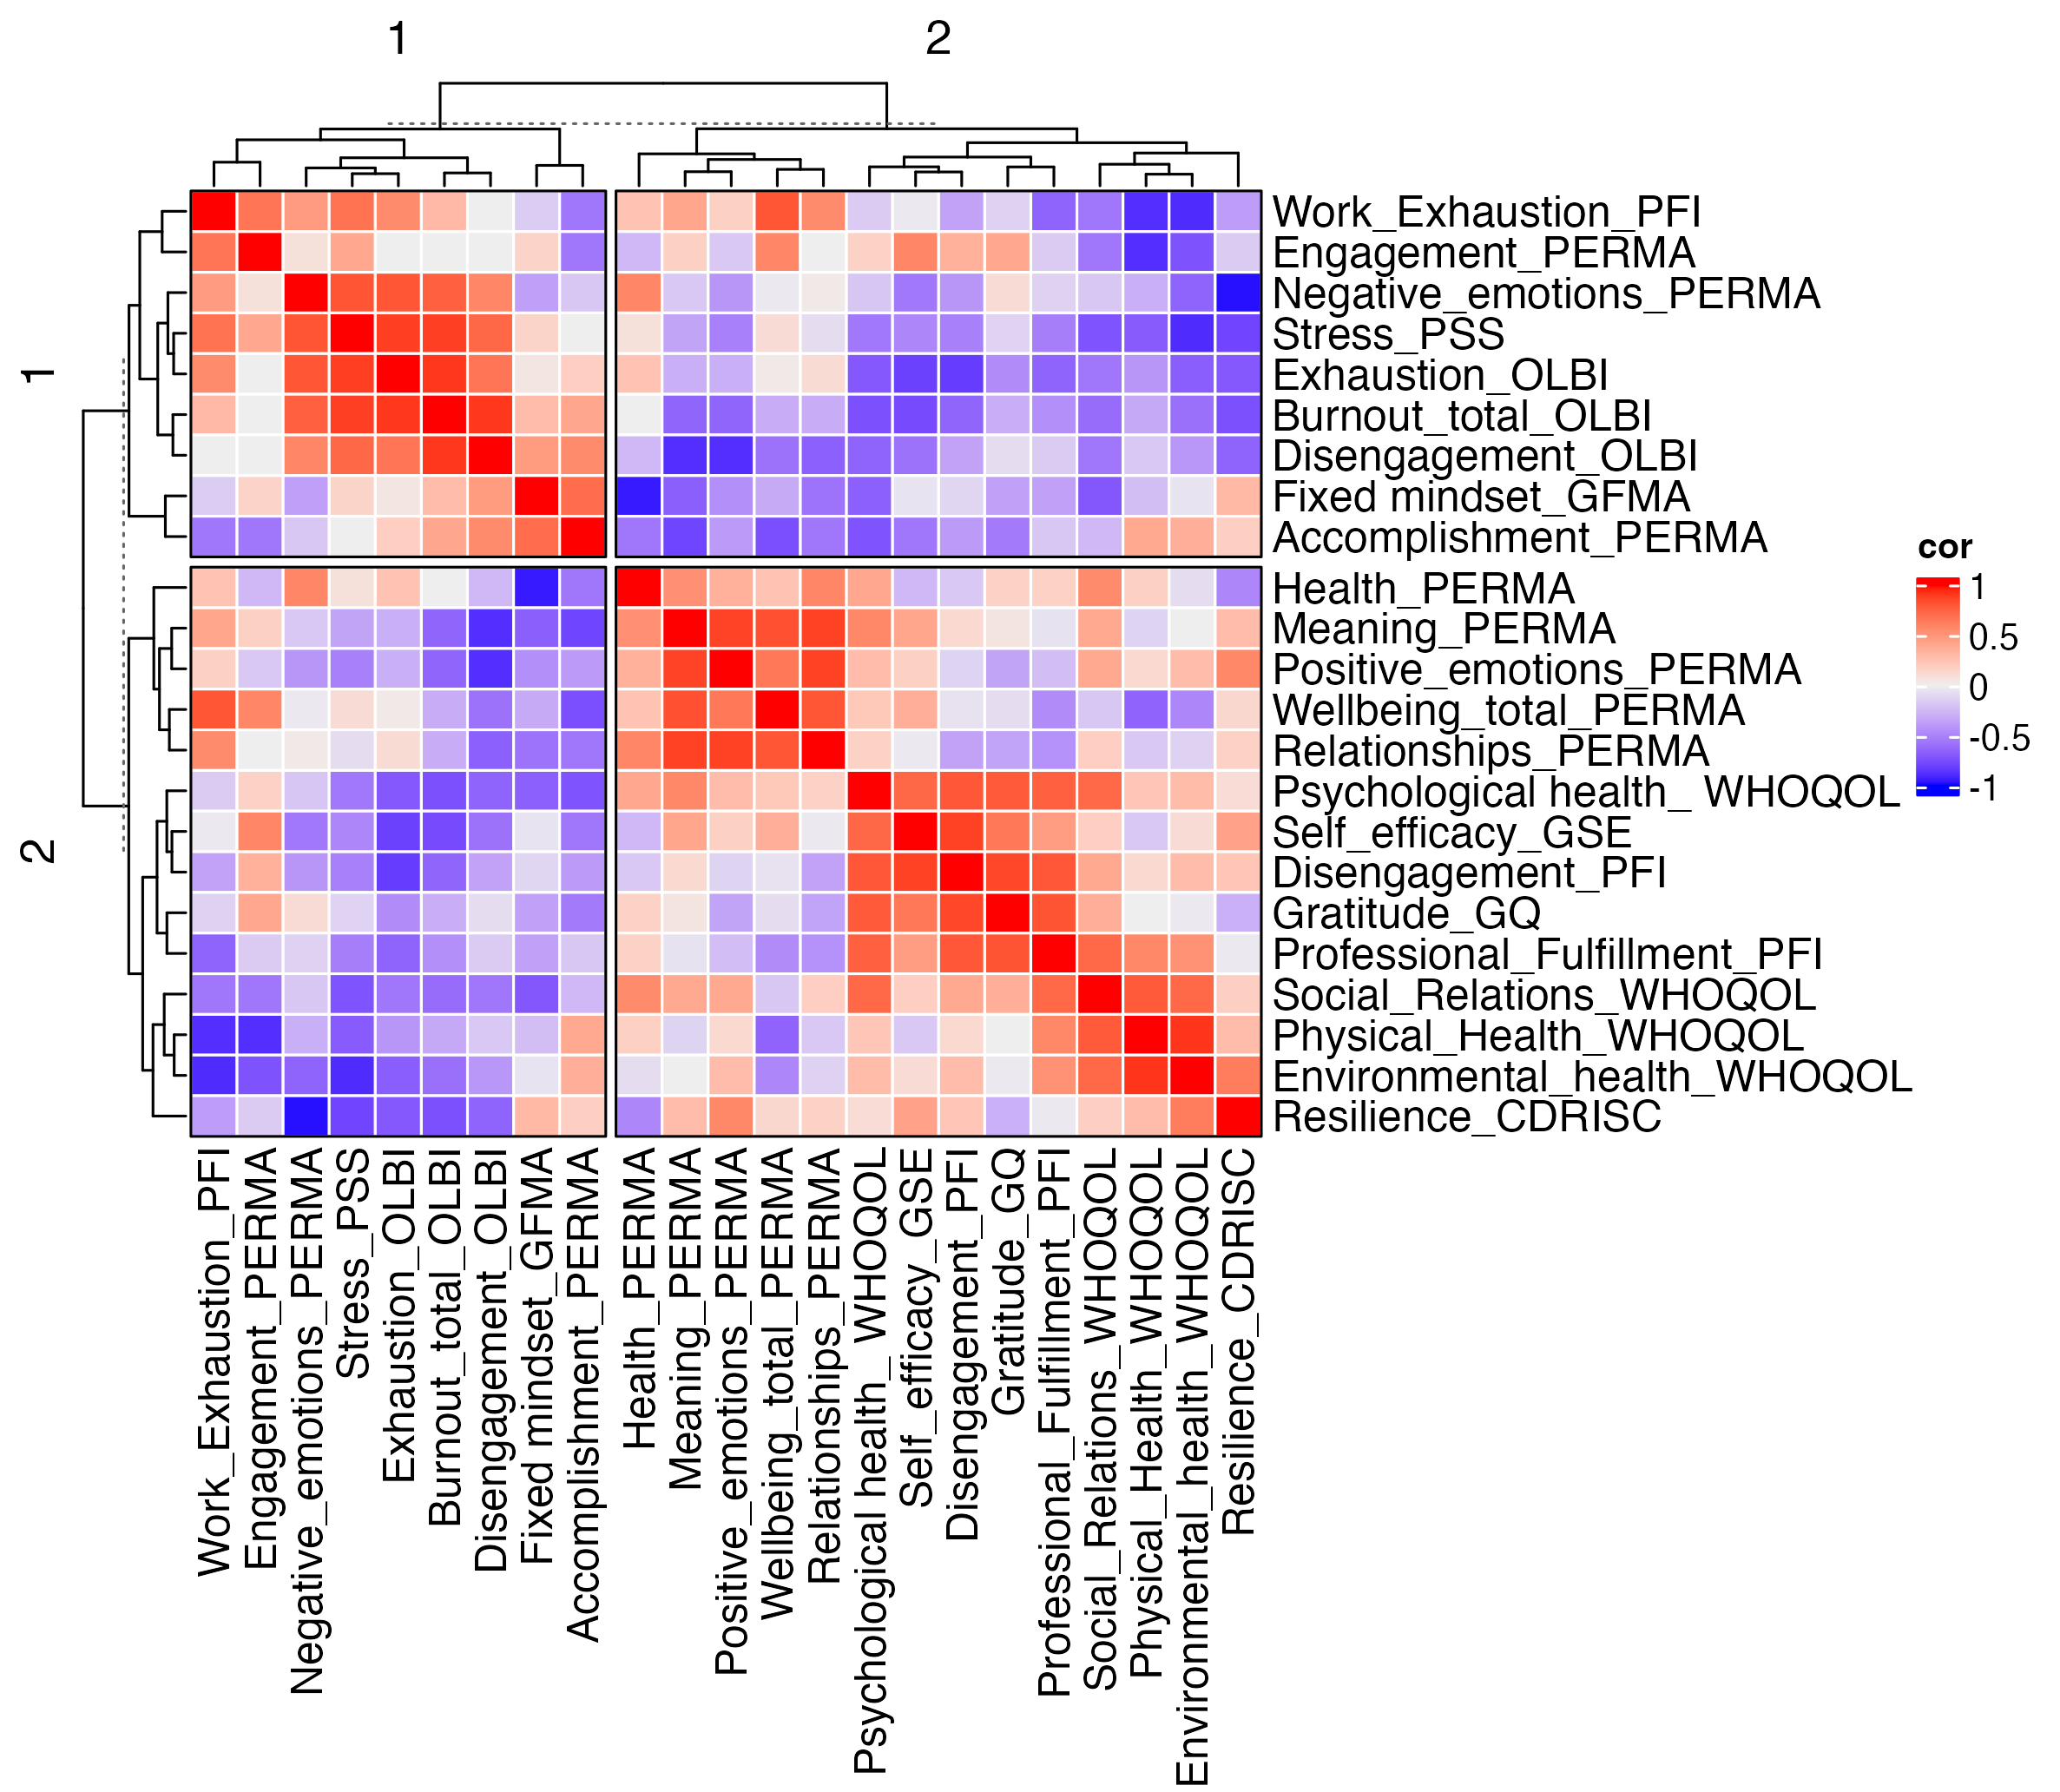 1
2
1
2
Work_Exhaustion_PFI
Engagement_PERMA
Negative_emotions_PERMA
Stress_PSS
Exhaustion_OLBI
Burnout_total_OLBI
Disengagement_OLBI
Fixed mindset_GFMA
Accomplishment_PERMA
Health_PERMA
Meaning_PERMA
Positive_emotions_PERMA
Wellbeing_total_PERMA
Relationships_PERMA
Psychological health_ WHOQOL
Self_efficacy_GSE
Disengagement_PFI
Gratitude_GQ
Professional_Fulfillment_PFI
Social_Relations_WHOQOL
Physical_Health_WHOQOL
Environmental_health_WHOQOL
Resilience_CDRISC
cor
1
0.5
0
-0.5
-1
Work_Exhaustion_PFI
Engagement_PERMA
Negative_emotions_PERMA
Stress_PSS
Exhaustion_OLBI
Burnout_total_OLBI
Disengagement_OLBI
Fixed mindset_GFMA
Accomplishment_PERMA
Health_PERMA
Meaning_PERMA
Positive_emotions_PERMA
Wellbeing_total_PERMA
Relationships_PERMA
Psychological health_ WHOQOL
Self_efficacy_GSE
Disengagement_PFI
Gratitude_GQ
Professional_Fulfillment_PFI
Social_Relations_WHOQOL
Physical_Health_WHOQOL
Environmental_health_WHOQOL
Resilience_CDRISC